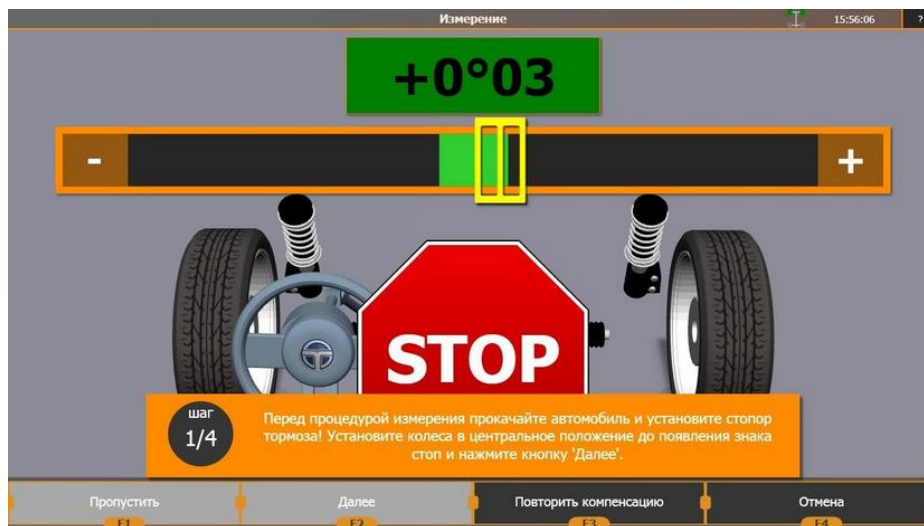 Измерение
15:56:06
?
+0°03
-
+
STOP
шаг
1/4
Перед процедурой измерения прокачайте автомобиль и установите стопор
тормоза! Установите колеса в центральное положение до появления знака
стоп и нажмите кнопку 'Далее'.
Пропустить
Далее
Повторить компенсацию
Отмена
F1
F2
F3
F4